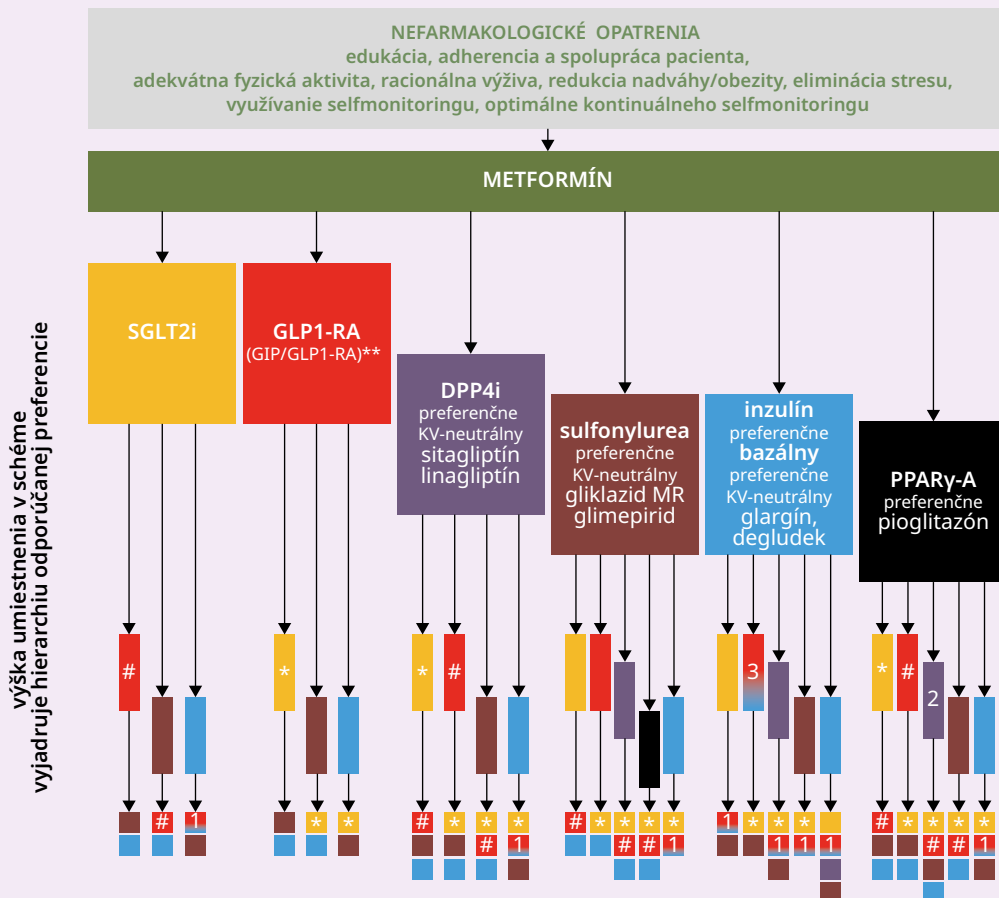 NEFARMAKOLOGICKÉ OPATRENIA
edukácia, adherencia a spolupráca pacienta,
adekvátna fyzická aktivita, racionálna výživa, redukcia nadváhy/obezity, eliminácia stresu,
využívanie selfmonitoringu, optimálne kontinuálneho selfmonitoringu
METFORMÍN
výška umiestnenia v schéme
vyjadruje hierarchiu odporúčanej preferencie
SGLT2i
GLP1-RA
(GIP/GLP1-RA)**
DPP4i
preferenčne
KV-neutrálny
sitagliptín
linagliptín
sulfonylurea
preferenčne
KV-neutrálny
gliklazid MR
glimepirid
inzulín
preferenčne
bazálny
preferenčne
KV-neutrálny
glargín,
degludek
PPARγ-A
preferenčne
pioglitazón
# * * # 3 * # 2
# 1 * * # * * * # * * * 1 * * * # * * * *
# 1 # # 1 1 1 1 # # 1